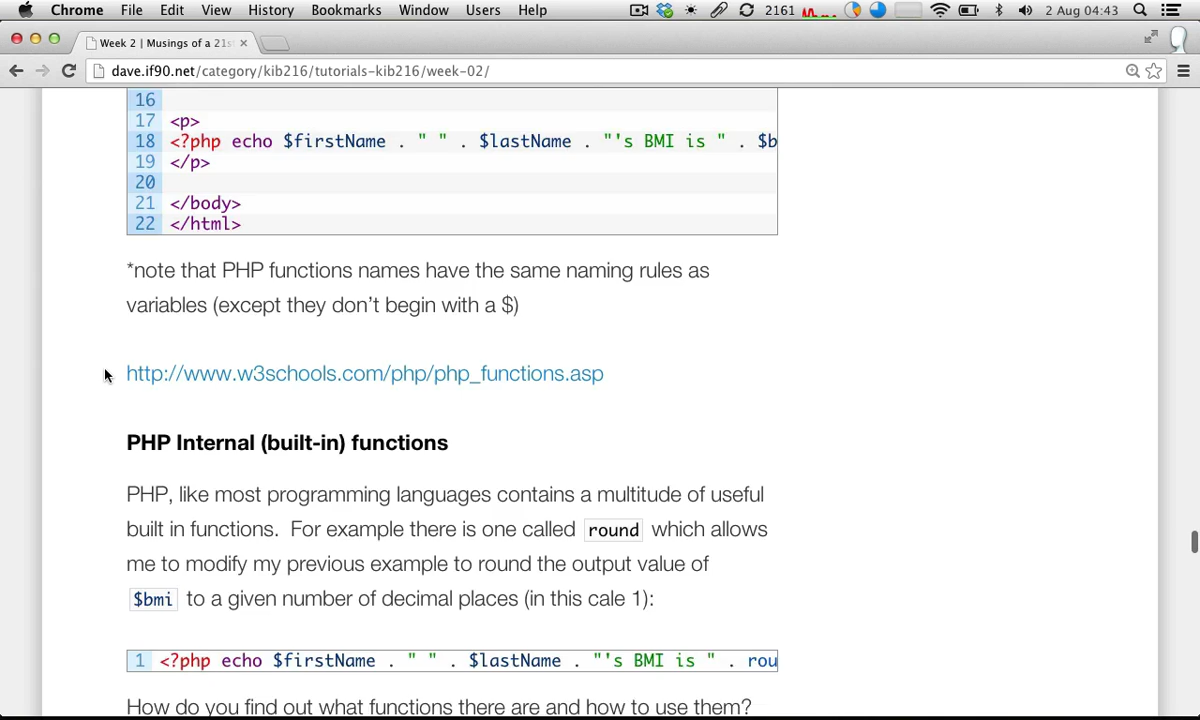 Chrome File Edit View History Bookmarks Window Users Help 2161 2 Aug 04:43
Week 2 | Musings of a 21s
dave.if90.net/category/kib216/tutorials-kib216/week-02/
16
17 <p>
18 <?php echo $firstName . " " . $lastName . "'s BMI is " . $b
19 </p>
20
21 </body>
22 </html>
*note that PHP functions names have the same naming rules as
variables (except they don't begin with a $)
http://www.w3schools.com/php/php_functions.asp
PHP Internal (built-in) functions
PHP, like most programming languages contains a multitude of useful
built in functions. For example there is one called round which allows
me to modify my previous example to round the output value of
$bmi to a given number of decimal places (in this cale 1):
1 <?php echo $firstName . " " . $lastName . "'s BMI is " . rou
How do you find out what functions there are and how to use them?